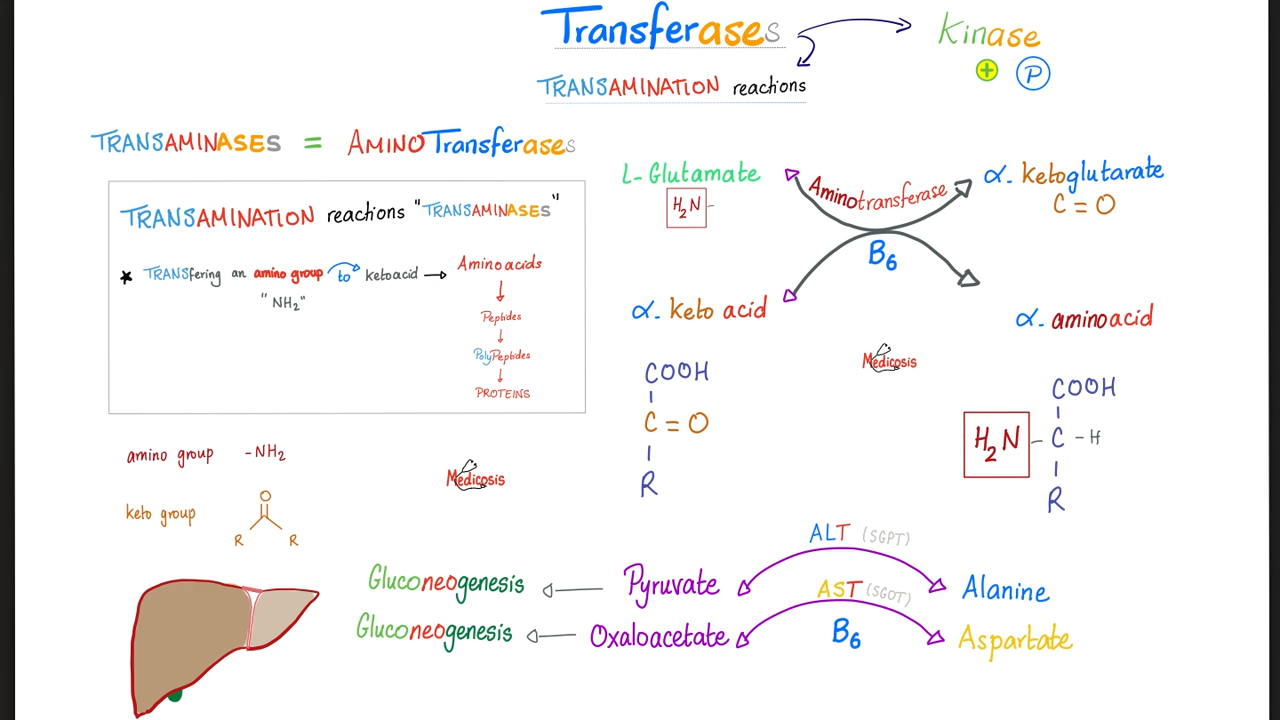 Transferases
Kinase
+ P
TRANSAMINATION reactions
TRANSAMINASES = AMINOTransferases
TRANSAMINATION reactions "TRANSAMINASES"
★ TRANSfering an amino group to ketoacid → Amino acids
"NH2"
Peptides
PolyPeptides
PROTEINS
L-Glutamate
H2N-
Aminotransferase
α-ketoglutarate
C=O
B6
α-keto acid
α-aminoacid
Medicosis
COOH
C=O
R
COOH
H2N-C-H
R
amino group -NH2
Medicosis
keto group
O
R R
ALT (SGPT)
Gluconeogenesis Pyruvate Alanine
AST (SGOT)
Gluconeogenesis Oxaloacetate B6 Aspartate